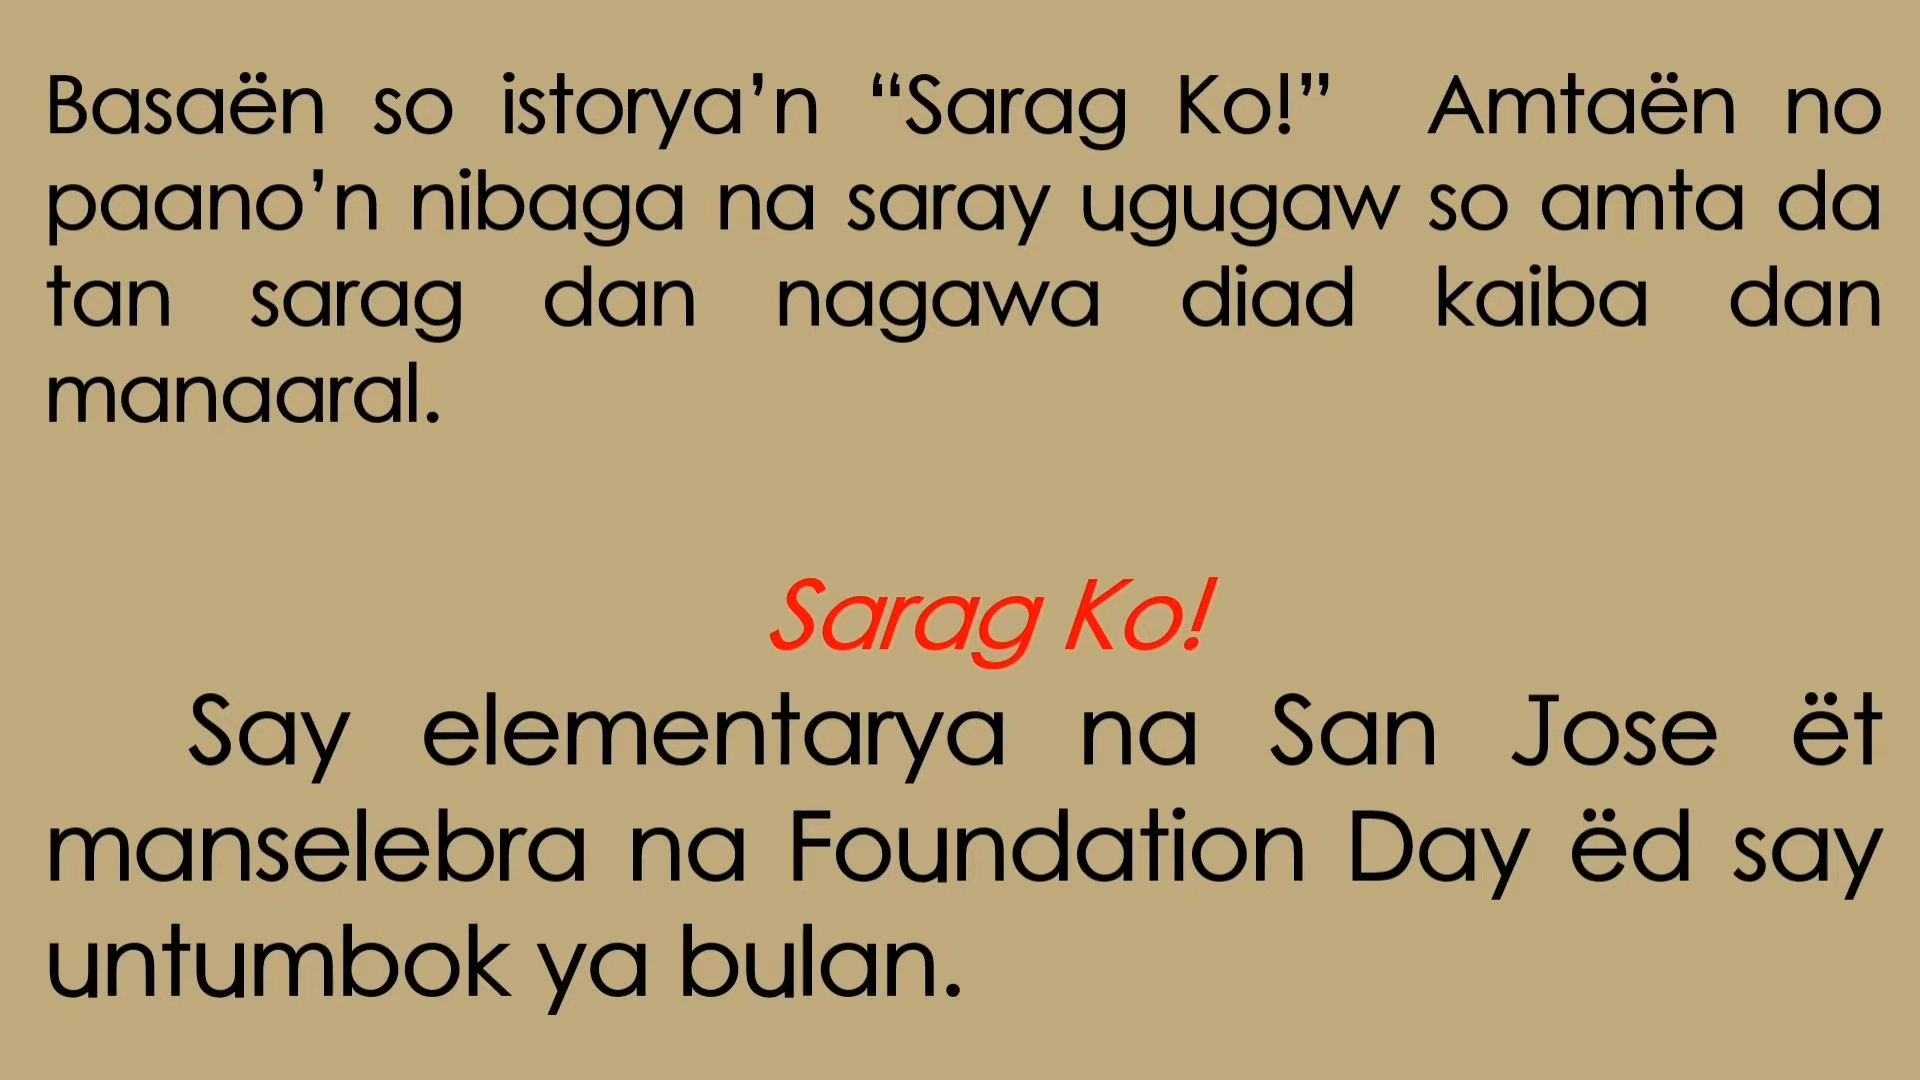 Basaën so istorya’n “Sarag Ko!” Amtaën no
paano’n nibaga na saray ugugaw so amta da
tan sarag dan nagawa diad kaiba dan
manaaral.
Sarag Ko!
Say elementarya na San Jose ët
manselebra na Foundation Day ëd say
untumbok ya bulan.